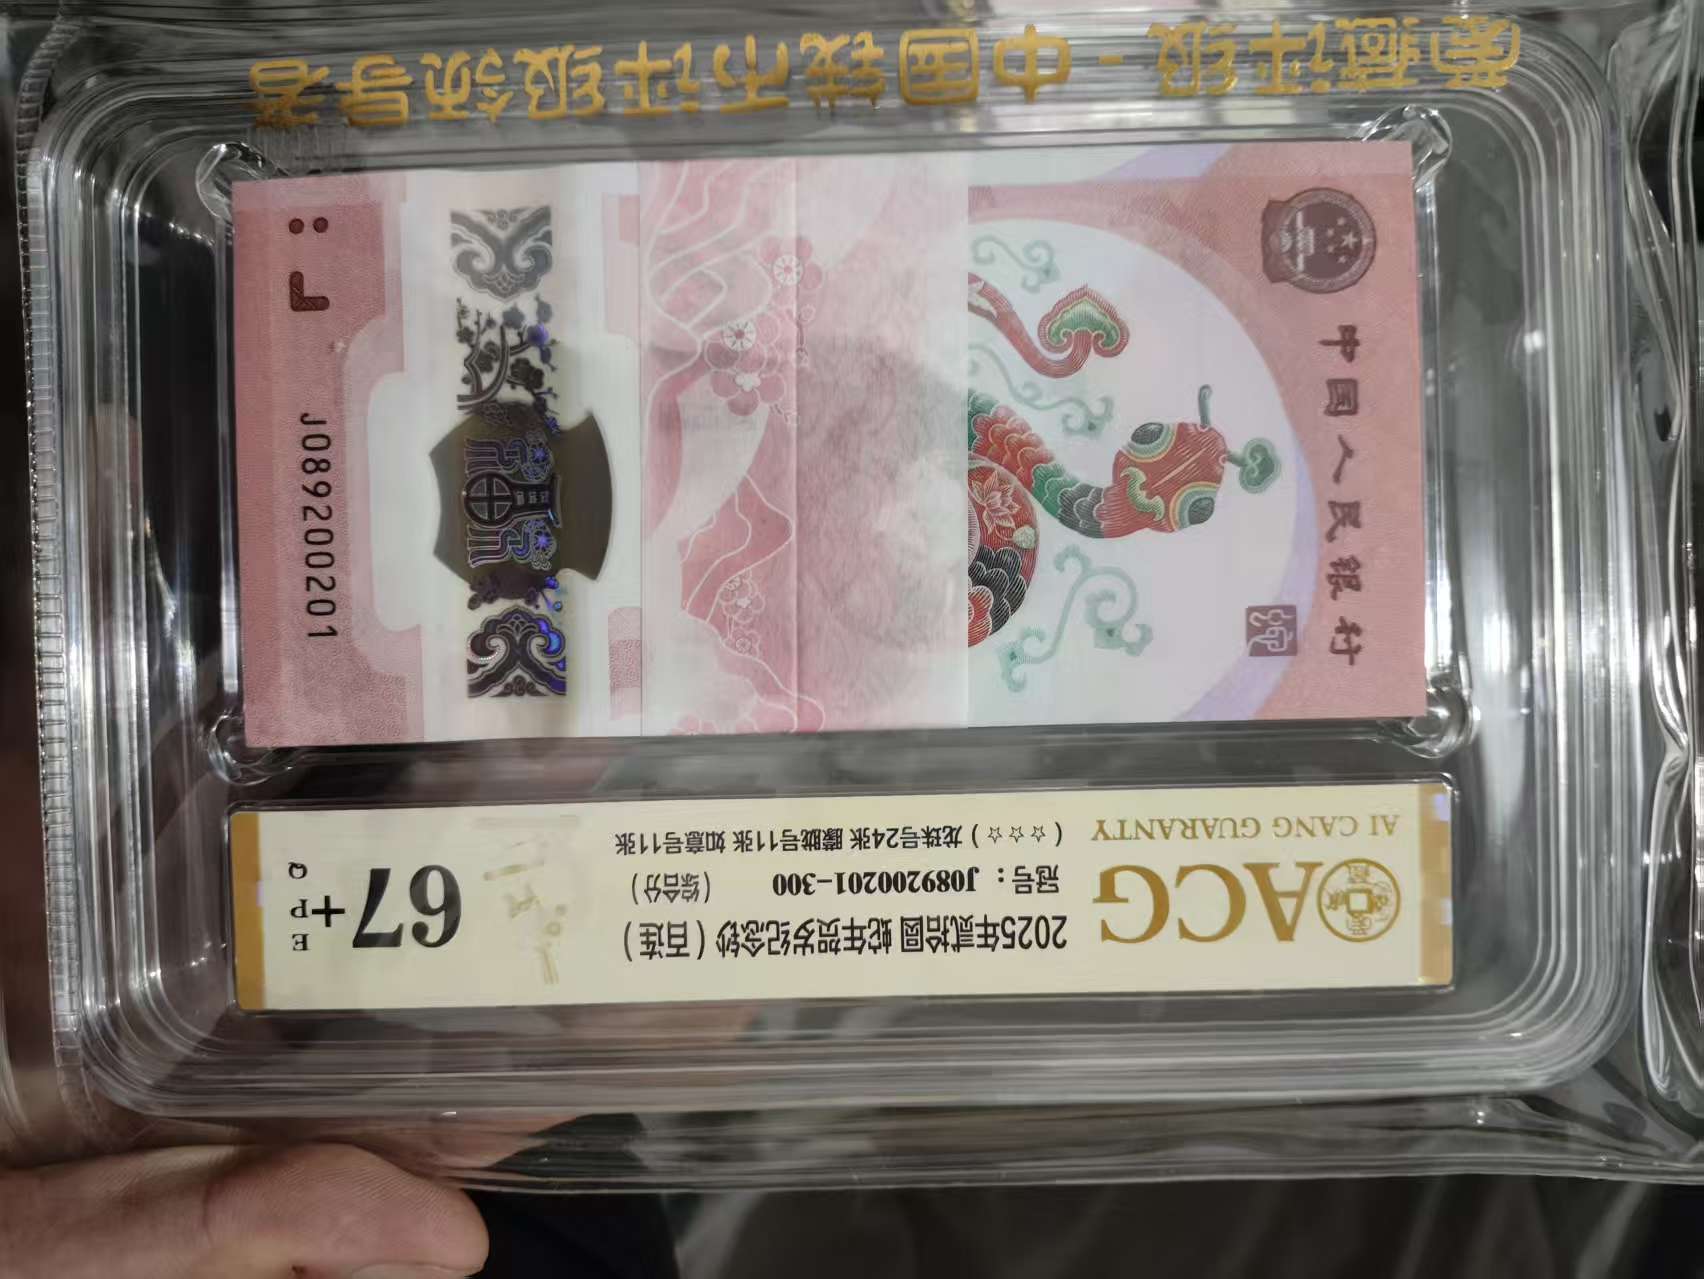 爱藏评级 - 中国钱币评级领导者
中国人民银行
J089200201
ACG
AI CANG GUARANTY
2025年贰拾圆 蛇年贺岁纪念钞（百连）
冠号：J089200201-300 （综合分）
（☆☆☆）龙珠号24张 朦胧号11张 如意号11张
67+
E
P
Q